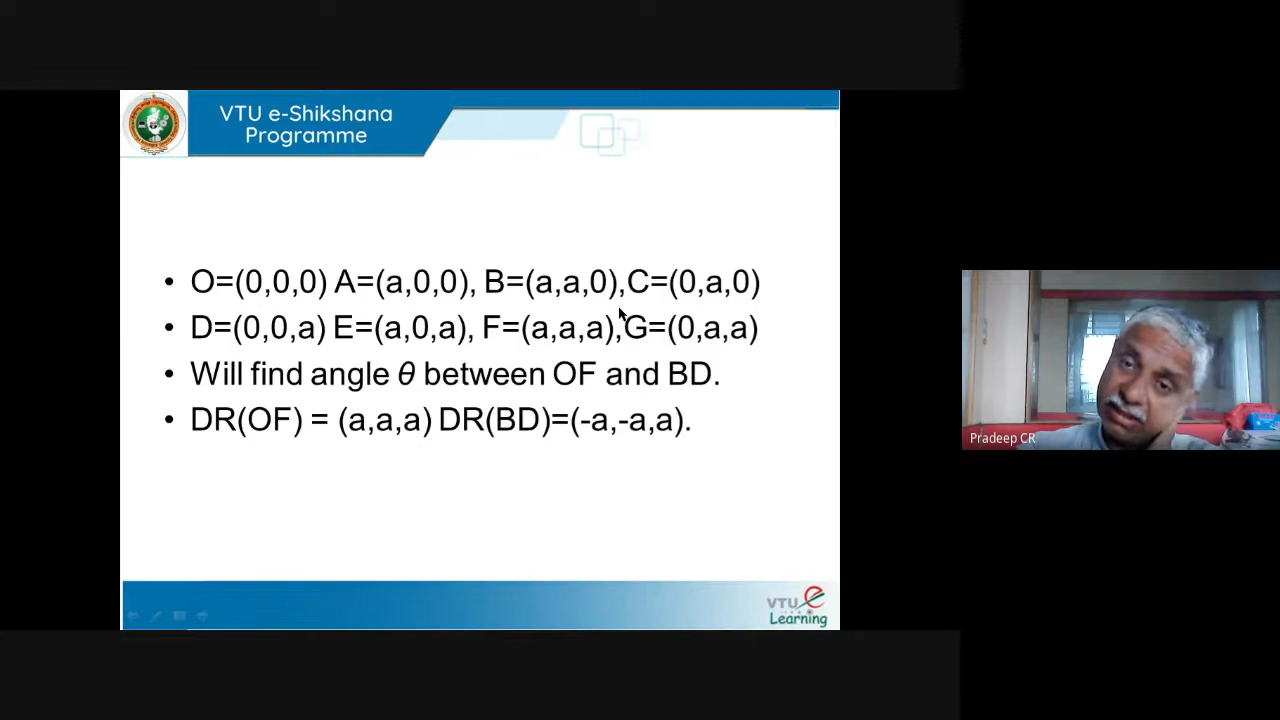 VTU e-Shikshana
Programme
• O=(0,0,0) A=(a,0,0), B=(a,a,0),C=(0,a,0)
• D=(0,0,a) E=(a,0,a), F=(a,a,a),G=(0,a,a)
• Will find angle θ between OF and BD.
• DR(OF) = (a,a,a) DR(BD)=(-a,-a,a).
Pradeep CR
VTU e
Learning